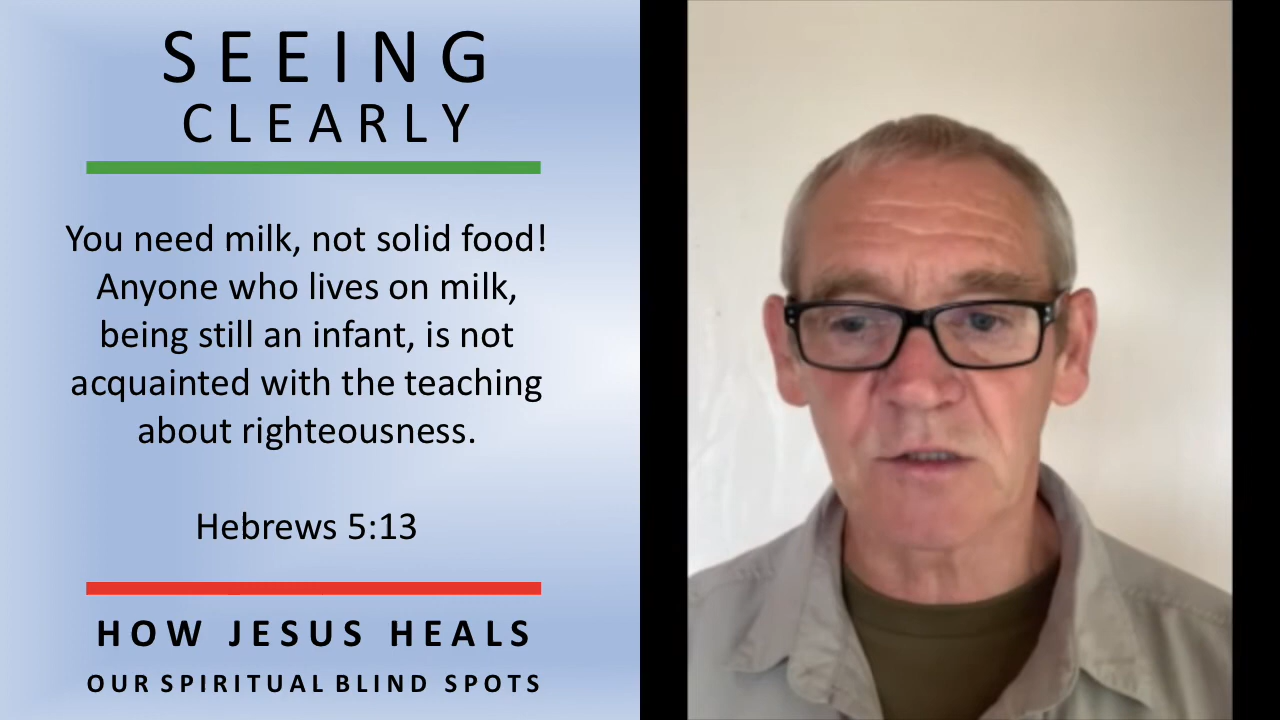 SEEING
CLEARLY
You need milk, not solid food!
Anyone who lives on milk,
being still an infant, is not
acquainted with the teaching
about righteousness.
Hebrews 5:13
HOW JESUS HEALS
OUR SPIRITUAL BLIND SPOTS